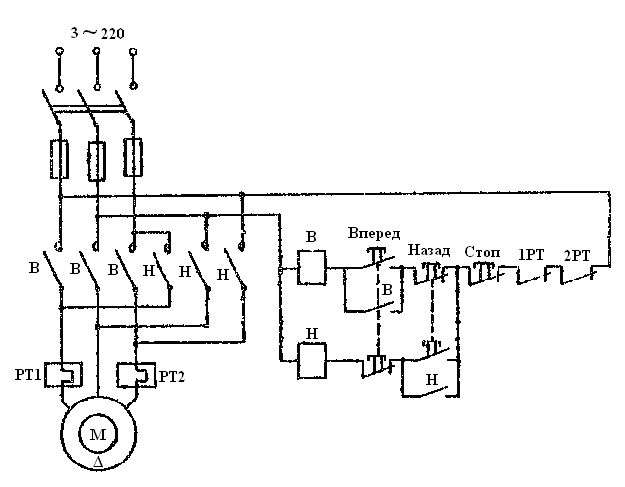 3 ~ 220
Вперед
В
Назад
Стоп
1РТ
2РТ
В
В
В
Н
Н
Н
В
Н
Н
РТ1
РТ2
М
Δ